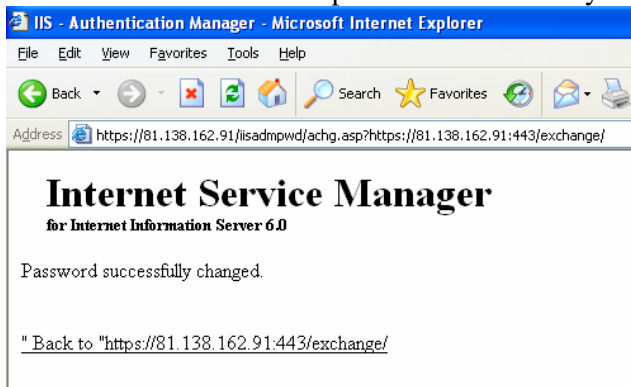 IIS - Authentication Manager - Microsoft Internet Explorer
File Edit View Favorites Tools Help
Back Search Favorites
Address https://81.138.162.91/iisadmpwd/achg.asp?https://81.138.162.91:443/exchange/
Internet Service Manager
for Internet Information Server 6.0
Password successfully changed.
" Back to "https://81.138.162.91:443/exchange/